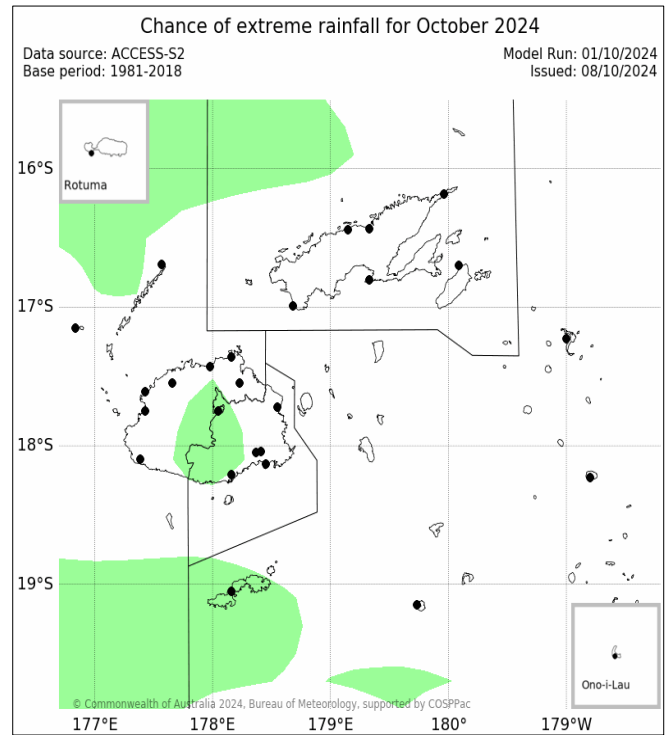 Chance of extreme rainfall for October 2024
Data source: ACCESS-S2
Model Run: 01/10/2024
Base period: 1981-2018
Issued: 08/10/2024
Rotuma
16°S
17°S
18°S
19°S
Ono-i-Lau
© Commonwealth of Australia 2024, Bureau of Meteorology, supported by COSPPac
177°E
178°E
179°E
180°
179°W